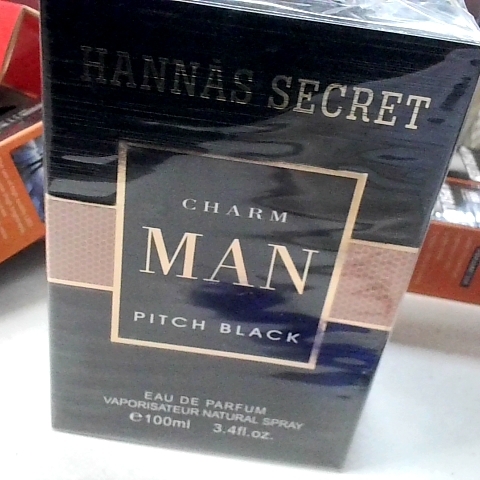 HANNAS SECRET
CHARM
MAN
PITCH BLACK
EAU DE PARFUM
VAPORISATEUR NATURAL SPRAY
℮100ml 3.4fl.oz.